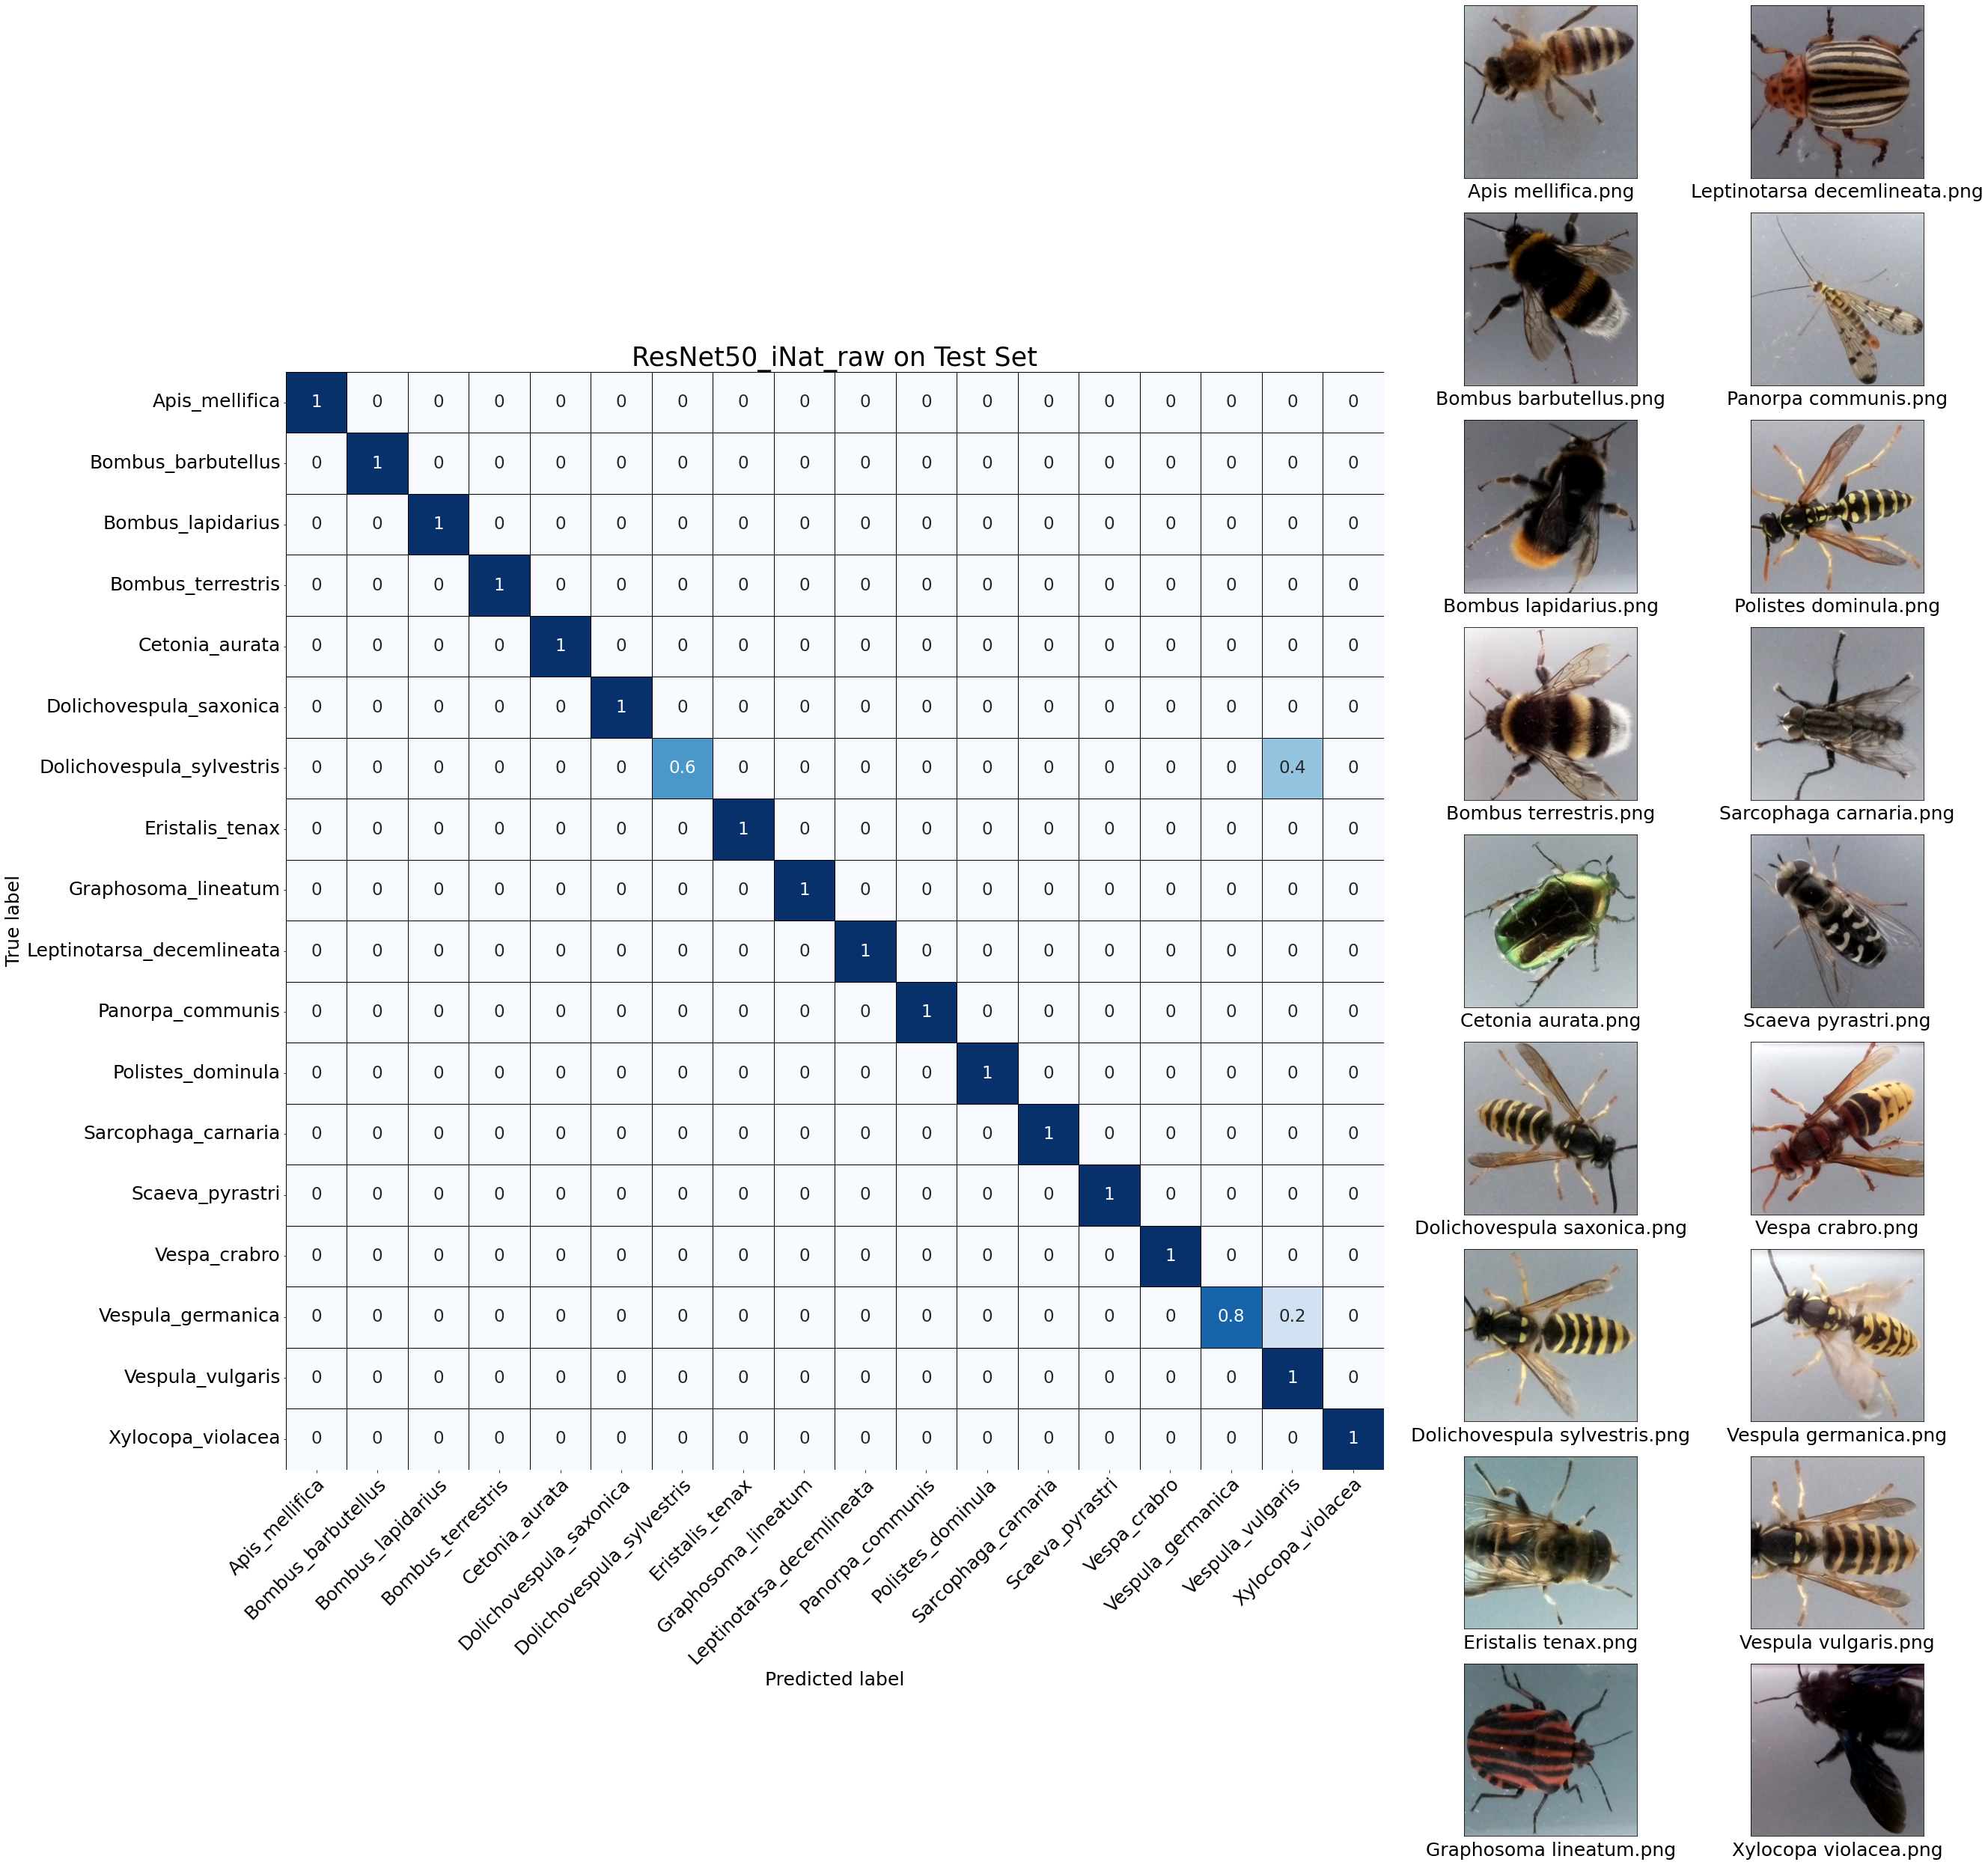 ResNet50_iNat_raw on Test Set
True label
Apis_mellifica 1 0 0 0 0 0 0 0 0 0 0 0 0 0 0 0 0 0
Bombus_barbutellus 0 1 0 0 0 0 0 0 0 0 0 0 0 0 0 0 0 0
Bombus_lapidarius 0 0 1 0 0 0 0 0 0 0 0 0 0 0 0 0 0 0
Bombus_terrestris 0 0 0 1 0 0 0 0 0 0 0 0 0 0 0 0 0 0
Cetonia_aurata 0 0 0 0 1 0 0 0 0 0 0 0 0 0 0 0 0 0
Dolichovespula_saxonica 0 0 0 0 0 1 0 0 0 0 0 0 0 0 0 0 0 0
Dolichovespula_sylvestris 0 0 0 0 0 0 0.6 0 0 0 0 0 0 0 0 0 0.4 0
Eristalis_tenax 0 0 0 0 0 0 0 1 0 0 0 0 0 0 0 0 0 0
Graphosoma_lineatum 0 0 0 0 0 0 0 0 1 0 0 0 0 0 0 0 0 0
Leptinotarsa_decemlineata 0 0 0 0 0 0 0 0 0 1 0 0 0 0 0 0 0 0
Panorpa_communis 0 0 0 0 0 0 0 0 0 0 1 0 0 0 0 0 0 0
Polistes_dominula 0 0 0 0 0 0 0 0 0 0 0 1 0 0 0 0 0 0
Sarcophaga_carnaria 0 0 0 0 0 0 0 0 0 0 0 0 1 0 0 0 0 0
Scaeva_pyrastri 0 0 0 0 0 0 0 0 0 0 0 0 0 1 0 0 0 0
Vespa_crabro 0 0 0 0 0 0 0 0 0 0 0 0 0 0 1 0 0 0
Vespula_germanica 0 0 0 0 0 0 0 0 0 0 0 0 0 0 0 0.8 0.2 0
Vespula_vulgaris 0 0 0 0 0 0 0 0 0 0 0 0 0 0 0 0 1 0
Xylocopa_violacea 0 0 0 0 0 0 0 0 0 0 0 0 0 0 0 0 0 1
Apis_mellifica
Bombus_barbutellus
Bombus_lapidarius
Bombus_terrestris
Cetonia_aurata
Dolichovespula_saxonica
Dolichovespula_sylvestris
Eristalis_tenax
Graphosoma_lineatum
Leptinotarsa_decemlineata
Panorpa_communis
Polistes_dominula
Sarcophaga_carnaria
Scaeva_pyrastri
Vespa_crabro
Vespula_germanica
Vespula_vulgaris
Xylocopa_violacea
Predicted label
Apis mellifica.png
Leptinotarsa decemlineata.png
Bombus barbutellus.png
Panorpa communis.png
Bombus lapidarius.png
Polistes dominula.png
Bombus terrestris.png
Sarcophaga carnaria.png
Cetonia aurata.png
Scaeva pyrastri.png
Dolichovespula saxonica.png
Vespa crabro.png
Dolichovespula sylvestris.png
Vespula germanica.png
Eristalis tenax.png
Vespula vulgaris.png
Graphosoma lineatum.png
Xylocopa violacea.png